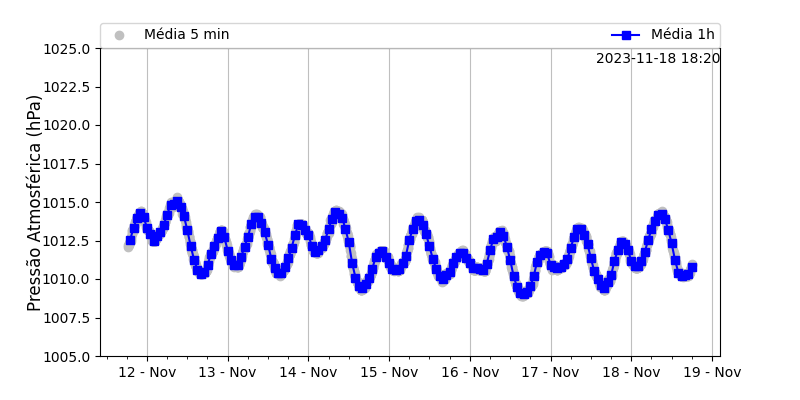 Média 5 min
Média 1h
2023-11-18 18:20
Pressão Atmosférica (hPa)
1025.0
1022.5
1020.0
1017.5
1015.0
1012.5
1010.0
1007.5
1005.0
12 - Nov
13 - Nov
14 - Nov
15 - Nov
16 - Nov
17 - Nov
18 - Nov
19 - Nov